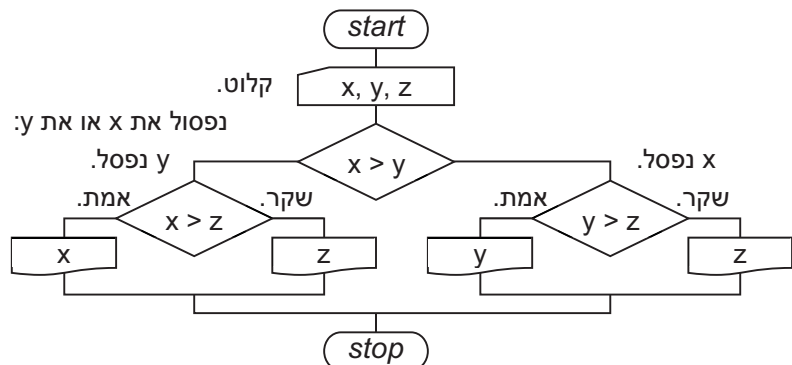 start
קלוט.
x, y, z
נפסול את x או את y:
x > y
y נפסל.
x נפסל.
אמת.
x > z
שקר.
אמת.
y > z
שקר.
x
z
y
z
stop